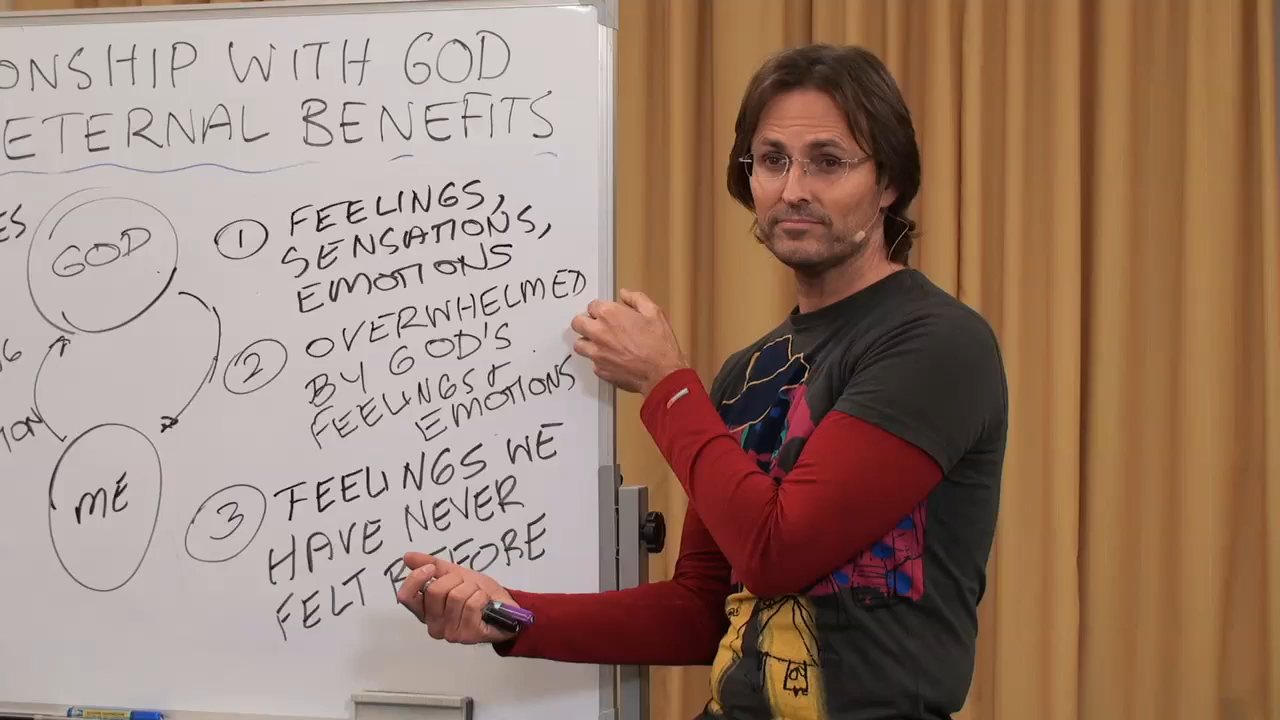 ONSHIP WITH GOD
ETERNAL BENEFITS
ES
GOD
1 FEELINGS,
SENSATIONS,
EMOTIONS
2 OVERWHELMED
BY GOD'S
FEELINGS &
EMOTIONS
ION
ME
3 FEELINGS WE
HAVE NEVER
FELT BEFORE